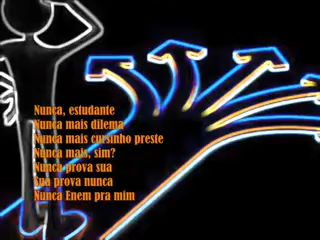 Nunca, estudante
Nunca mais dilema
Nunca mais cursinho preste
Nunca mais, sim?
Nunca prova sua
Sua prova nunca
Nunca Enem pra mim